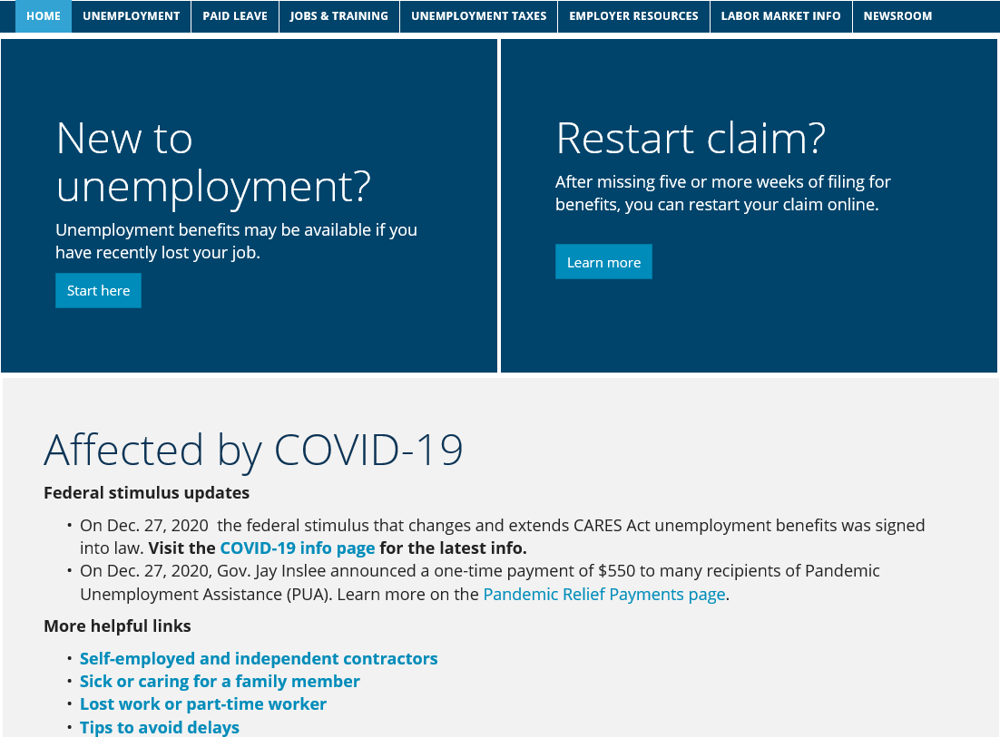 HOME UNEMPLOYMENT PAID LEAVE JOBS & TRAINING UNEMPLOYMENT TAXES EMPLOYER RESOURCES LABOR MARKET INFO NEWSROOM
New to
unemployment?
Unemployment benefits may be available if you
have recently lost your job.
Start here
Restart claim?
After missing five or more weeks of filing for
benefits, you can restart your claim online.
Learn more
Affected by COVID-19
Federal stimulus updates
• On Dec. 27, 2020  the federal stimulus that changes and extends CARES Act unemployment benefits was signed
into law. Visit the COVID-19 info page for the latest info.
• On Dec. 27, 2020, Gov. Jay Inslee announced a one-time payment of $550 to many recipients of Pandemic
Unemployment Assistance (PUA). Learn more on the Pandemic Relief Payments page.
More helpful links
• Self-employed and independent contractors
• Sick or caring for a family member
• Lost work or part-time worker
• Tips to avoid delays